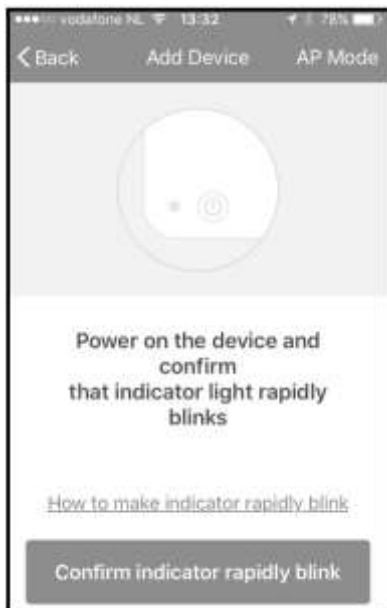 vodafone NL 13:32 78%
Back Add Device AP Mode
Power on the device and
confirm
that indicator light rapidly
blinks
How to make indicator rapidly blink
Confirm indicator rapidly blink